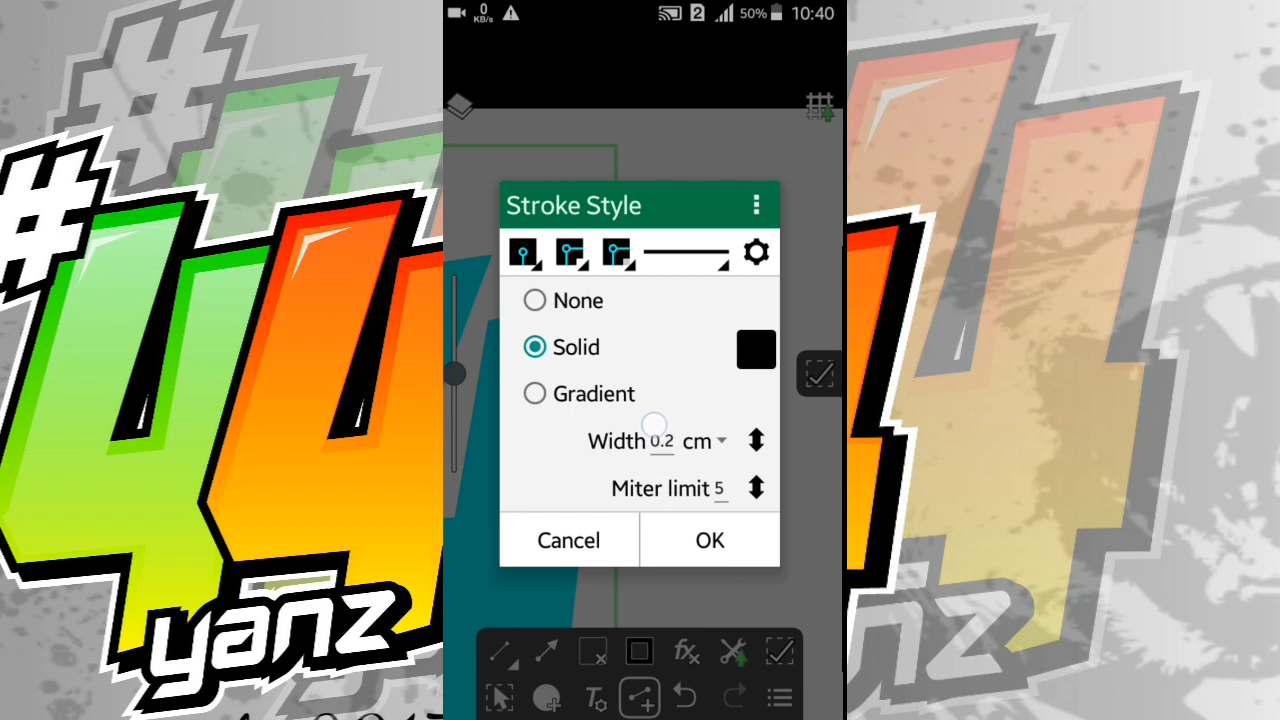 0
KB/s
2
50%
10:40
Stroke Style
None
Solid
Gradient
Width 0.2 cm
Miter limit 5
Cancel
OK
#44
yanz